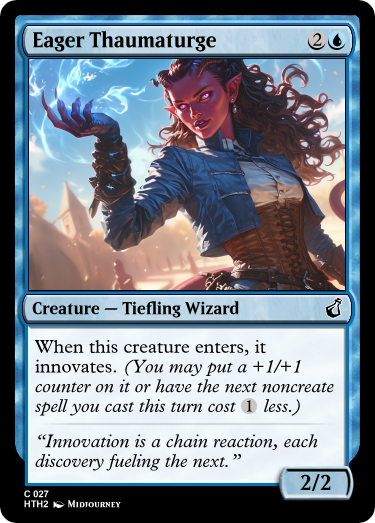 Eager Thaumaturge 2
Creature — Tiefling Wizard
When this creature enters, it
innovates. (You may put a +1/+1
counter on it or have the next noncreate
spell you cast this turn cost 1 less.)
“Innovation is a chain reaction, each
discovery fueling the next.”
2/2
C 027
HTH2 Midjourney